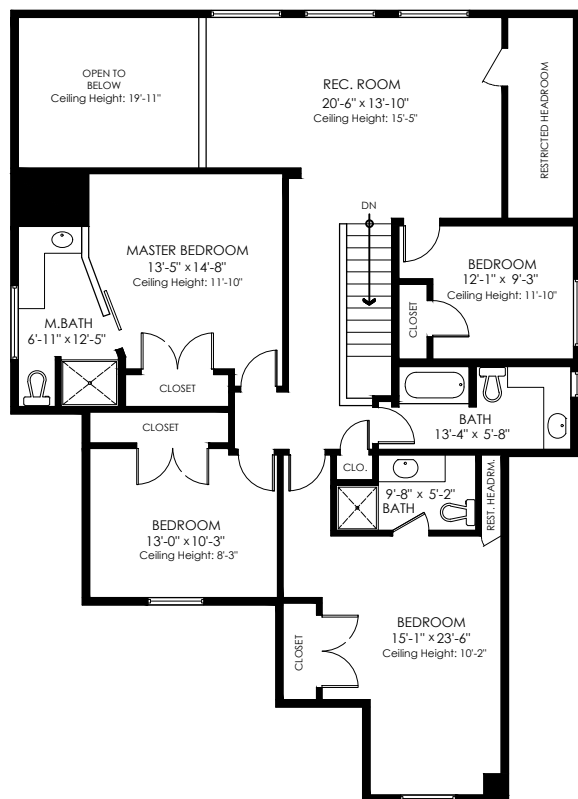 OPEN TO
BELOW
Ceiling Height: 19'-11"
REC. ROOM
20'-6" x 13'-10"
Ceiling Height: 15'-5"
RESTRICTED HEADROOM
DN
MASTER BEDROOM
13'-5" x 14'-8"
Ceiling Height: 11'-10"
BEDROOM
12'-1" x 9'-3"
Ceiling Height: 11'-10"
CLOSET
M.BATH
6'-11" x 12'-5"
CLOSET
CLOSET
BATH
13'-4" x 5'-8"
CLO.
9'-8" x 5'-2"
BATH
REST. HEADRM.
BEDROOM
13'-0" x 10'-3"
Ceiling Height: 8'-3"
CLOSET
BEDROOM
15'-1" x 23'-6"
Ceiling Height: 10'-2"